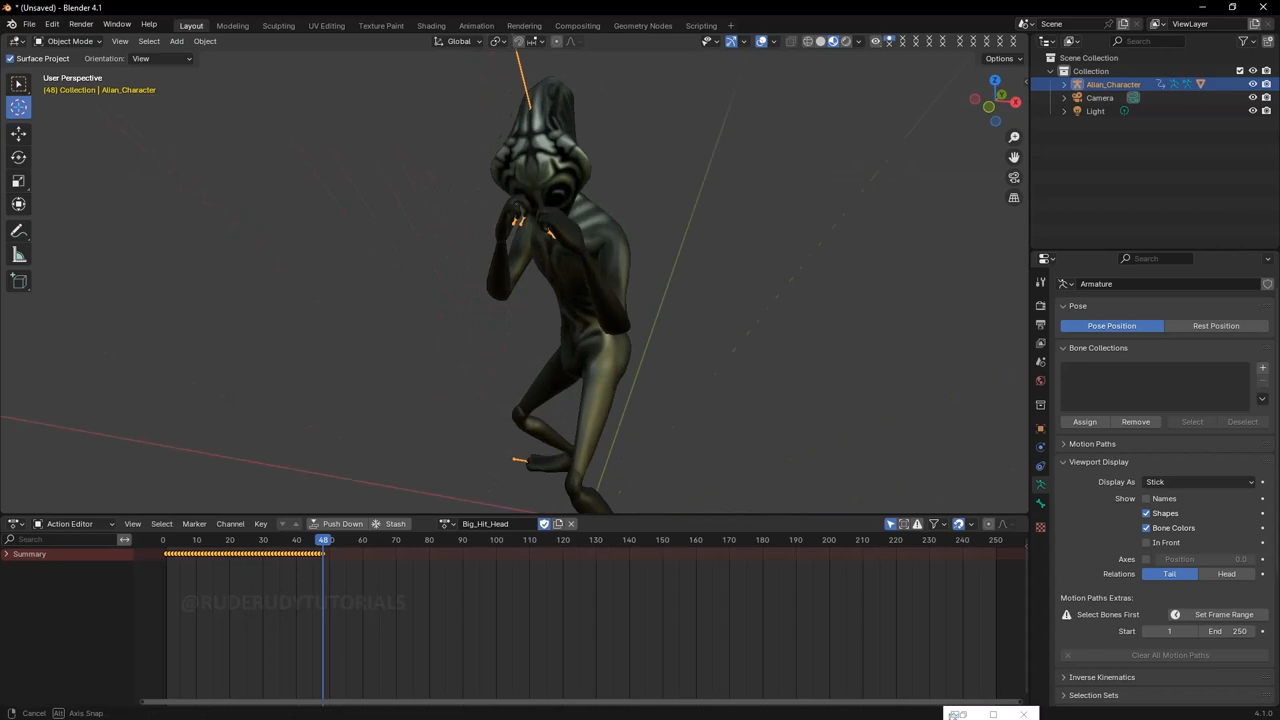 * (Unsaved) - Blender 4.1
File Edit Render Window Help Layout Modeling Sculpting UV Editing Texture Paint Shading Animation Rendering Compositing Geometry Nodes Scripting + Scene ViewLayer
Object Mode View Select Add Object Global Search
Surface Project Orientation: View Options Scene Collection
User Perspective
(48) Collection | Alian_Character
Collection
Alian_Character
Camera
Light
X
Y
Z
Search
Armature
Pose
Pose Position Rest Position
Bone Collections
Assign Remove Select Deselect
Motion Paths
Viewport Display
Display As Stick
Show Names
Shapes
Bone Colors
In Front
Axes Position 0.0
Relations Tail Head
Motion Paths Extras:
Select Bones First Set Frame Range
Start 1 End 250
Clear All Motion Paths
Inverse Kinematics
Selection Sets
Action Editor View Select Marker Channel Key Push Down Stash Big_Hit_Head
Search 0 10 20 30 40 48 60 70 80 90 100 110 120 130 140 150 160 170 180 190 200 210 220 230 240 250
Summary
@RUDERUDYTUTORIALS
Cancel Alt Axis Snap 4.1.0